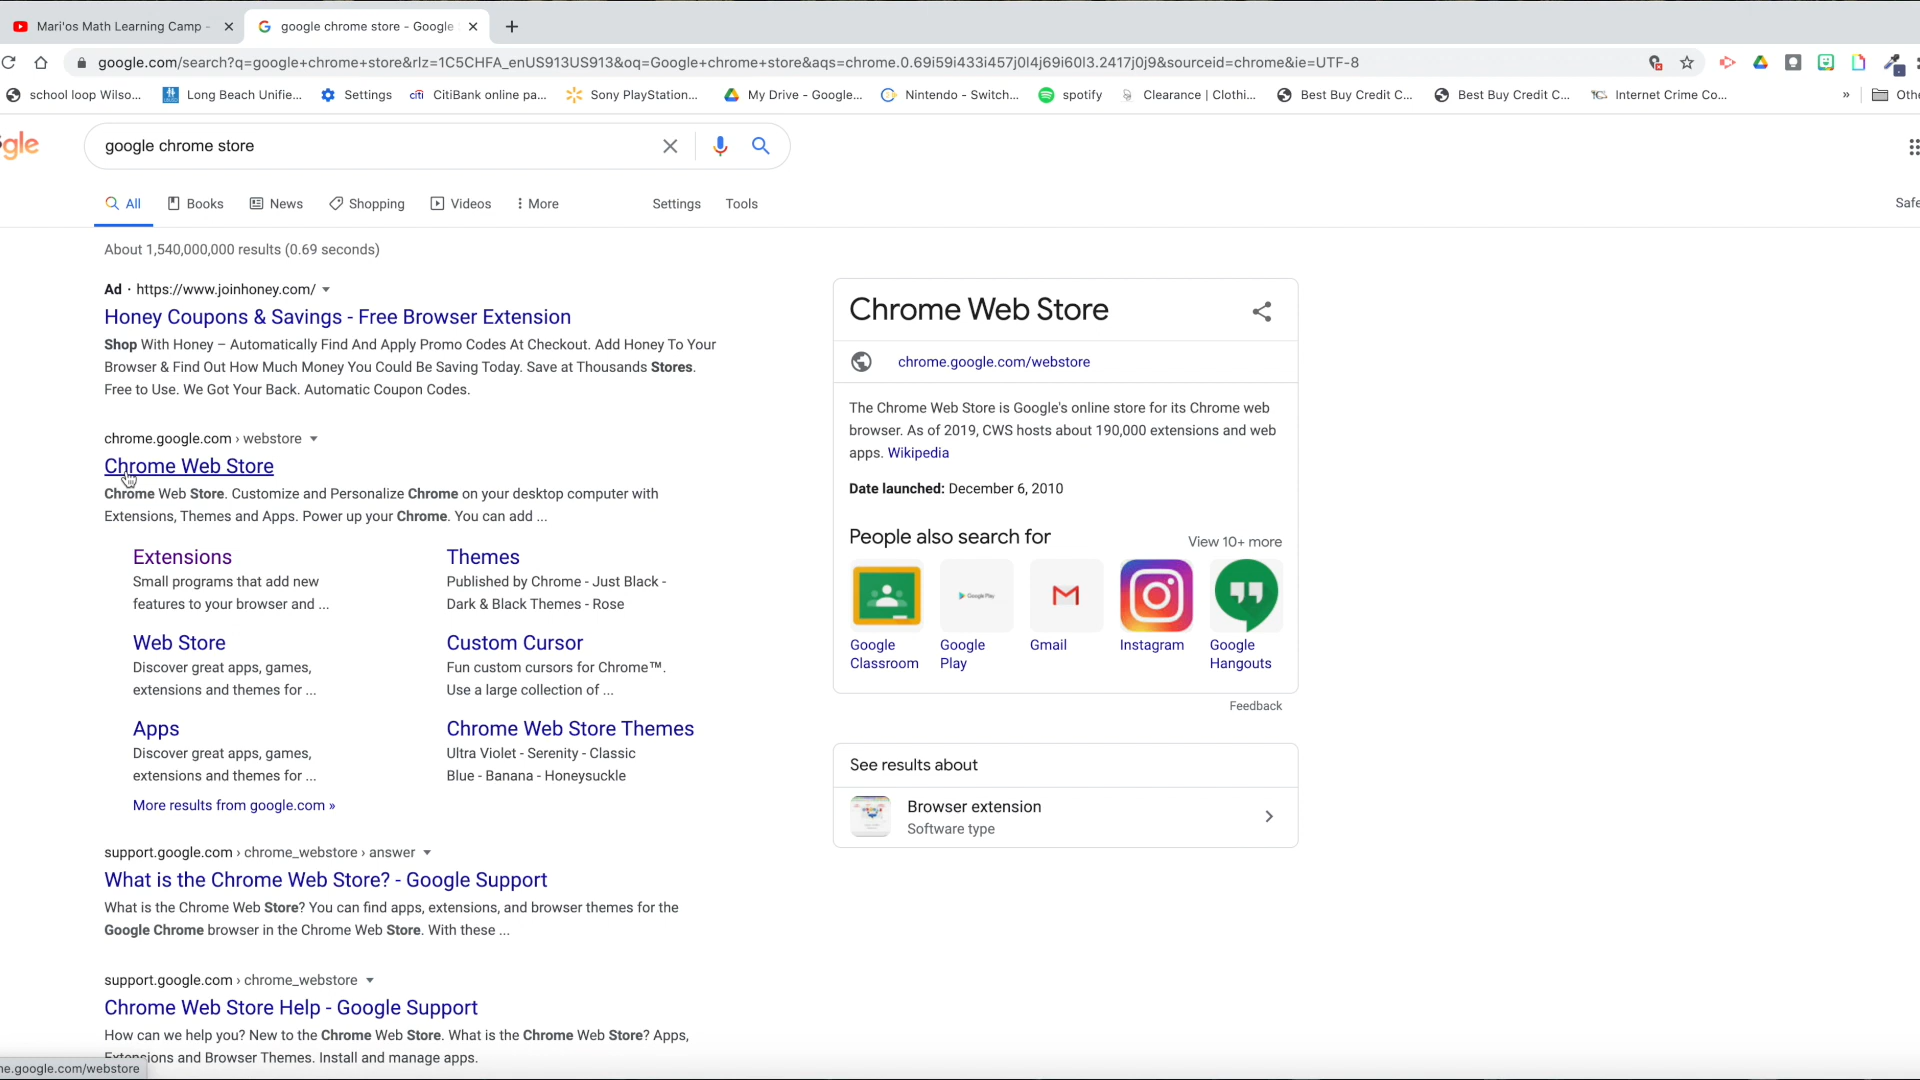 Mari'os Math Learning Camp -
google chrome store - Google
google.com/search?q=google+chrome+store&rlz=1C5CHFA_enUS913US913&oq=Google+chrome+store&aqs=chrome.0.69i59i433i457j0l4j69i60l3.2417j0j9&sourceid=chrome&ie=UTF-8
school loop Wilso... Long Beach Unifie... Settings citi CitiBank online pa... Sony PlayStation... My Drive - Google... Nintendo - Switch... spotify Clearance | Clothi... Best Buy Credit C... Best Buy Credit C... Internet Crime Co... » Othe
gle
google chrome store
All Books News Shopping Videos More Settings Tools Safe
About 1,540,000,000 results (0.69 seconds)
Ad · https://www.joinhoney.com/
Honey Coupons & Savings - Free Browser Extension
Shop With Honey – Automatically Find And Apply Promo Codes At Checkout. Add Honey To Your
Browser & Find Out How Much Money You Could Be Saving Today. Save at Thousands Stores.
Free to Use. We Got Your Back. Automatic Coupon Codes.
chrome.google.com › webstore
Chrome Web Store
Chrome Web Store. Customize and Personalize Chrome on your desktop computer with
Extensions, Themes and Apps. Power up your Chrome. You can add ...
Extensions
Small programs that add new
features to your browser and ...
Themes
Published by Chrome - Just Black -
Dark & Black Themes - Rose
Web Store
Discover great apps, games,
extensions and themes for ...
Custom Cursor
Fun custom cursors for Chrome™.
Use a large collection of ...
Apps
Discover great apps, games,
extensions and themes for ...
Chrome Web Store Themes
Ultra Violet - Serenity - Classic
Blue - Banana - Honeysuckle
More results from google.com »
support.google.com › chrome_webstore › answer
What is the Chrome Web Store? - Google Support
What is the Chrome Web Store? You can find apps, extensions, and browser themes for the
Google Chrome browser in the Chrome Web Store. With these ...
support.google.com › chrome_webstore
Chrome Web Store Help - Google Support
How can we help you? New to the Chrome Web Store. What is the Chrome Web Store? Apps,
Extensions and Browser Themes. Install and manage apps.
me.google.com/webstore
Chrome Web Store
chrome.google.com/webstore
The Chrome Web Store is Google's online store for its Chrome web
browser. As of 2019, CWS hosts about 190,000 extensions and web
apps. Wikipedia
Date launched: December 6, 2010
People also search for
View 10+ more
Google Play
Google
Classroom
Google
Play
Gmail
Instagram
Google
Hangouts
Feedback
See results about
Browser extension
Software type